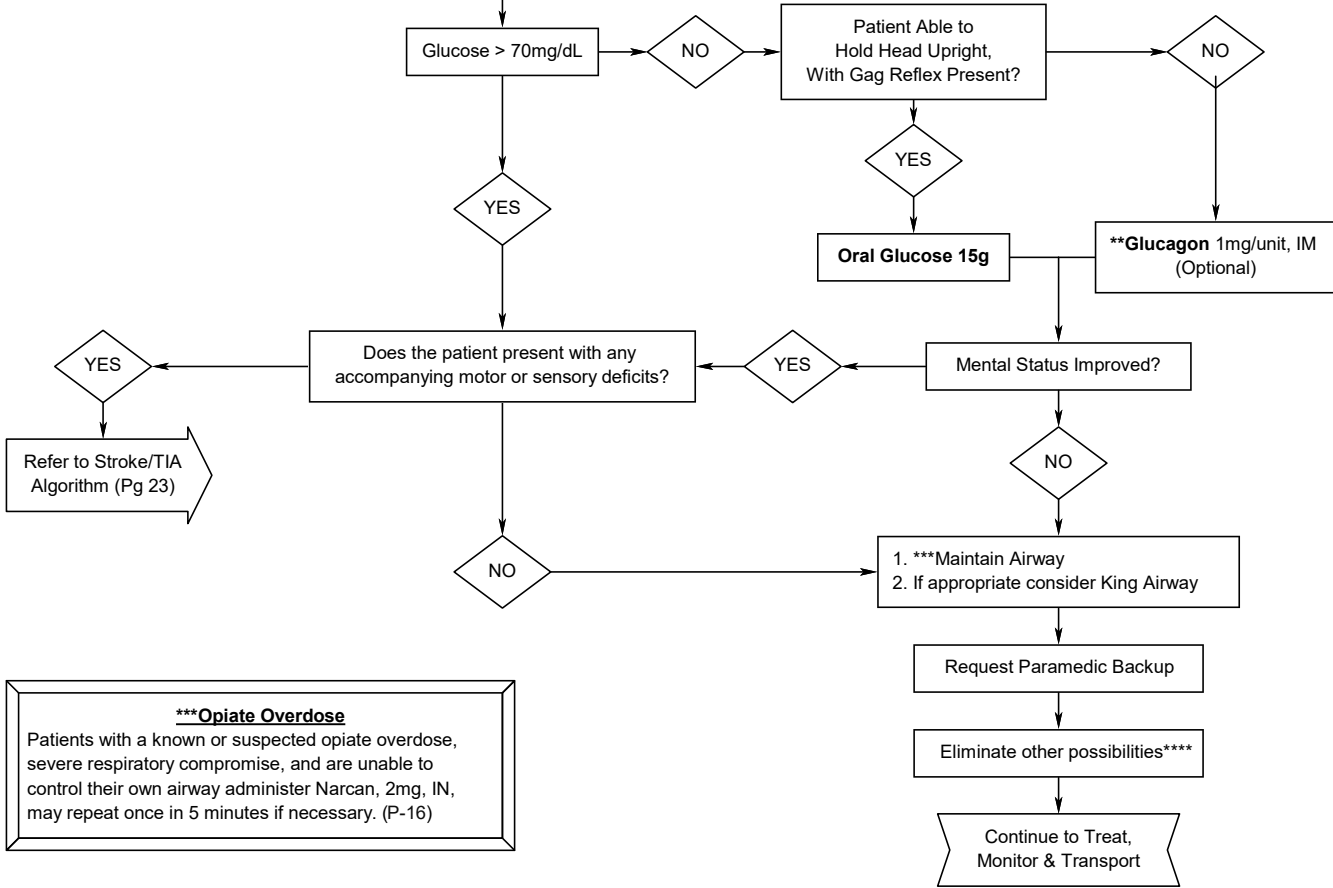 Glucose > 70mg/dL
NO
Patient Able to
Hold Head Upright,
With Gag Reflex Present?
NO
YES
YES
Oral Glucose 15g
**Glucagon 1mg/unit, IM
(Optional)
YES
Does the patient present with any
accompanying motor or sensory deficits?
YES
Mental Status Improved?
Refer to Stroke/TIA
Algorithm (Pg 23)
NO
NO
1. ***Maintain Airway
2. If appropriate consider King Airway
Request Paramedic Backup
***Opiate Overdose
Patients with a known or suspected opiate overdose,
severe respiratory compromise, and are unable to
control their own airway administer Narcan, 2mg, IN,
may repeat once in 5 minutes if necessary. (P-16)
Eliminate other possibilities****
Continue to Treat,
Monitor & Transport